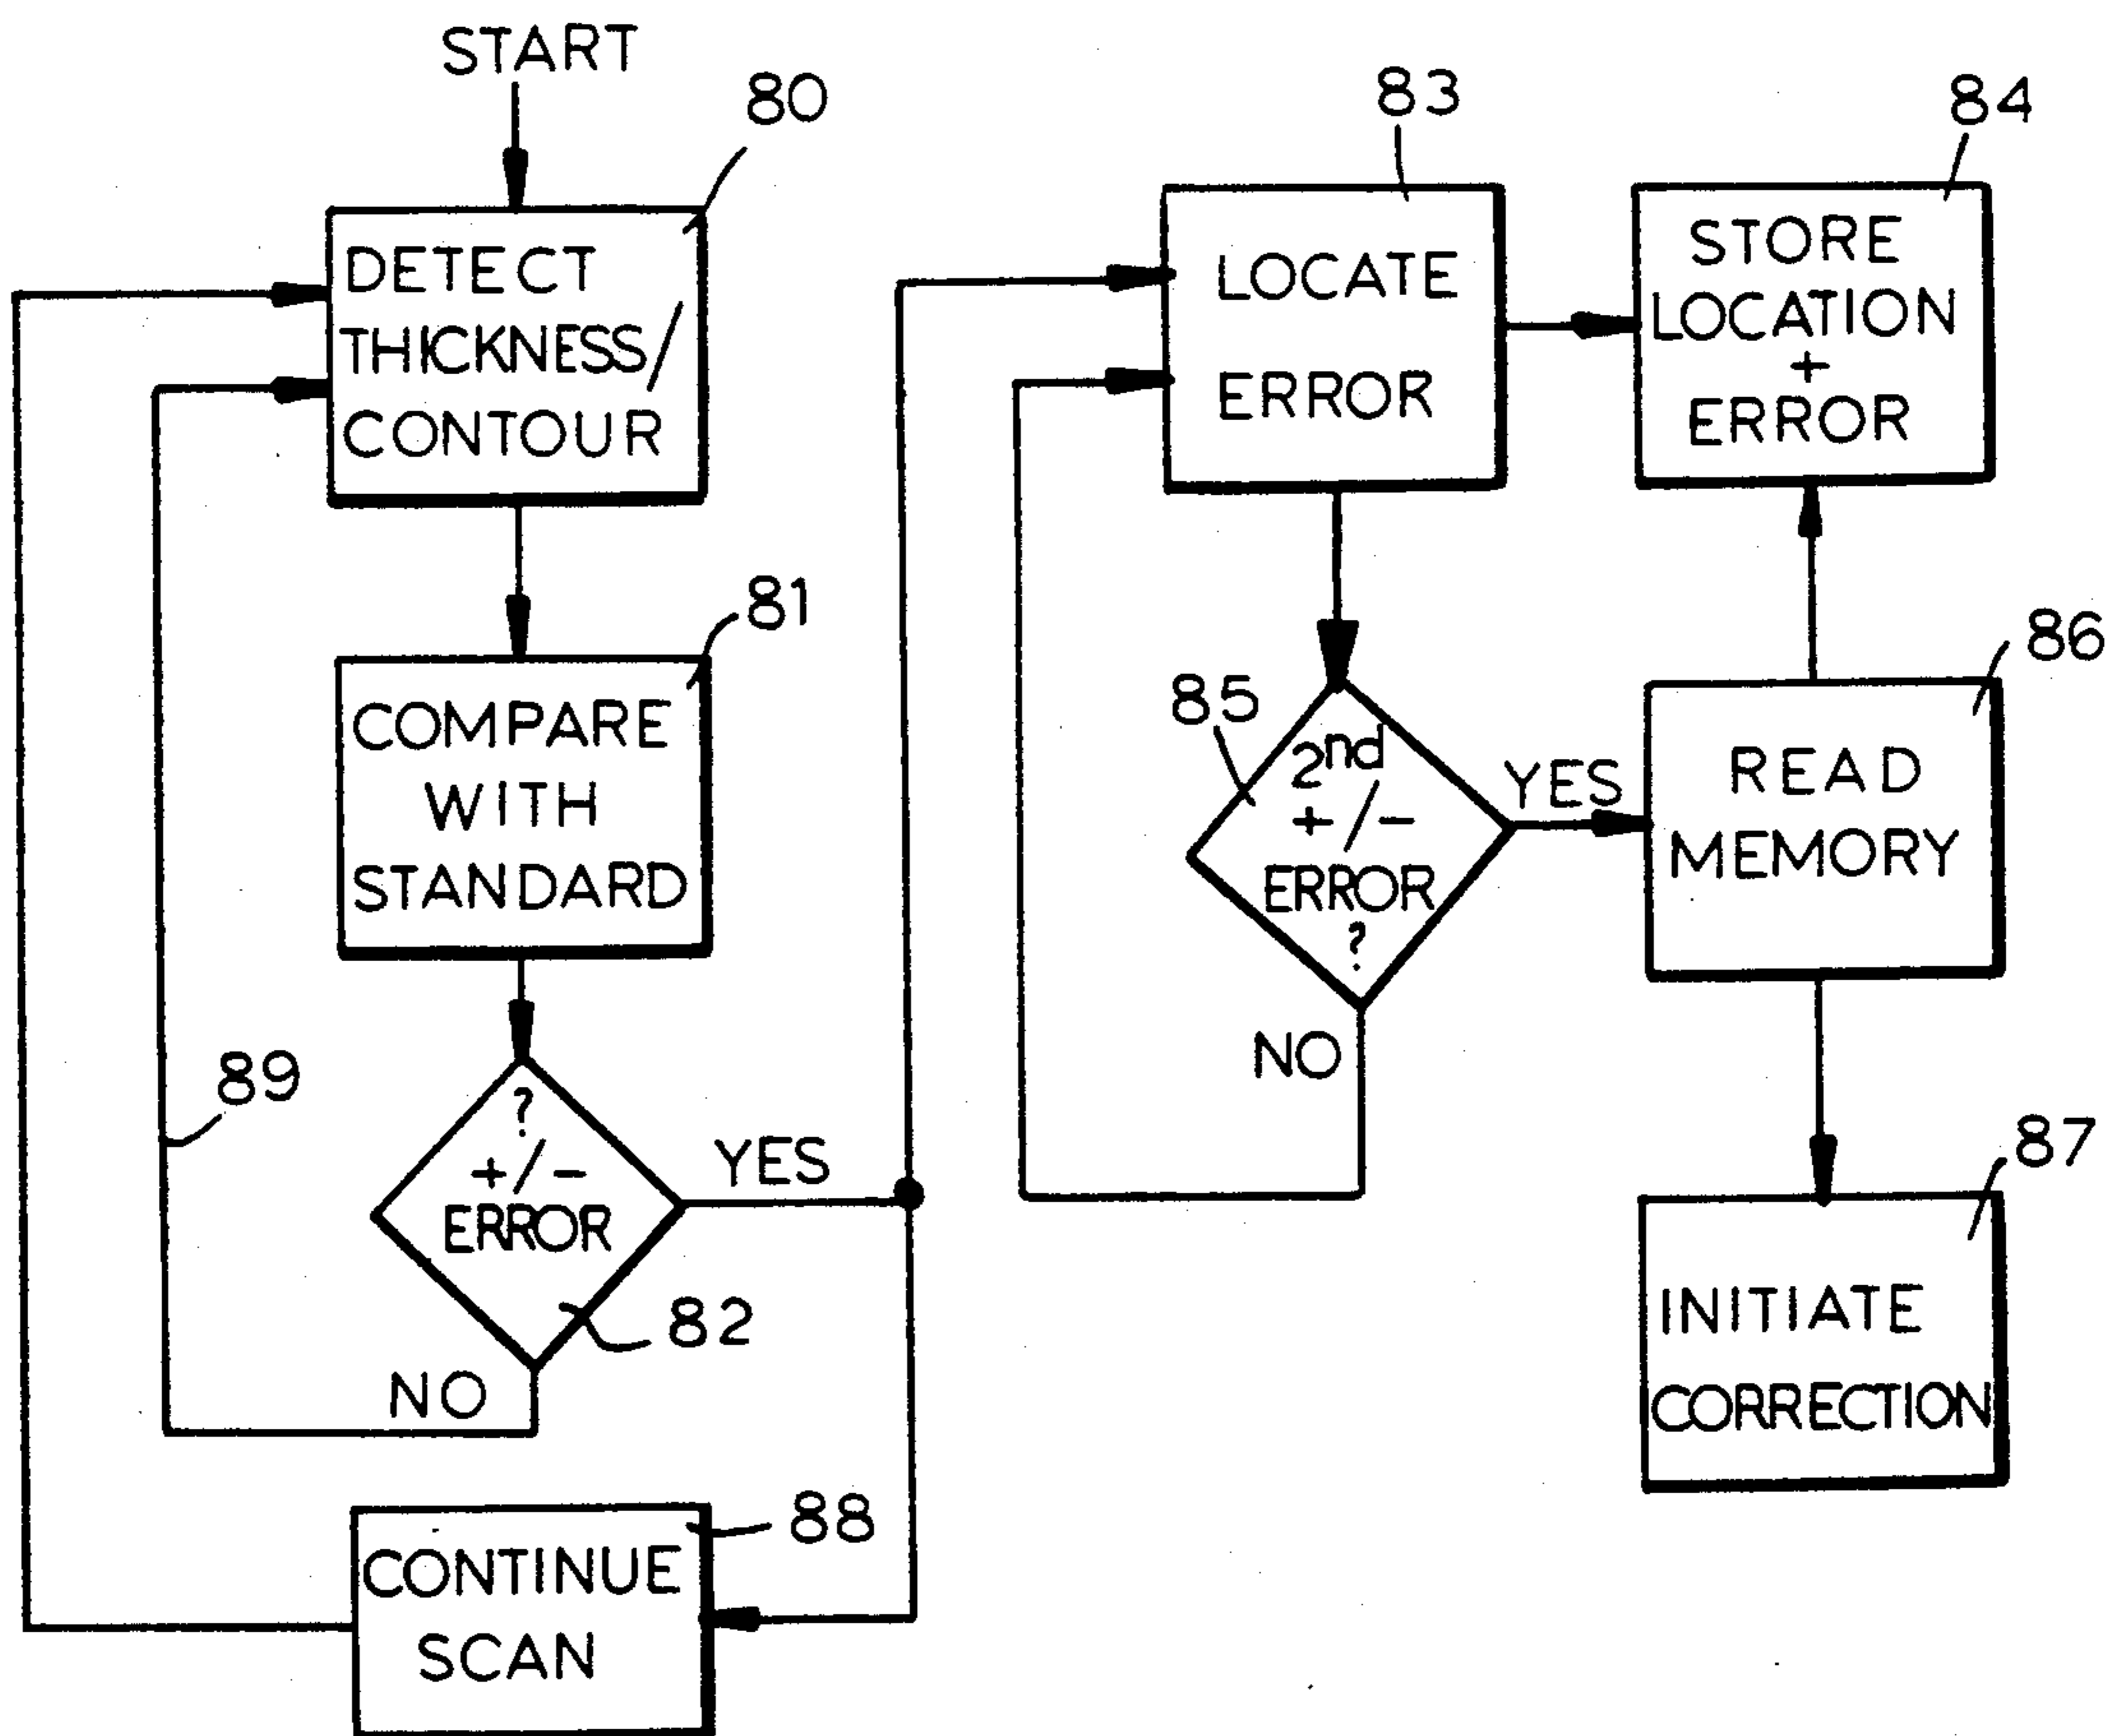 START
80
DETECT
THICKNESS/
CONTOUR
81
COMPARE
WITH
STANDARD
?
+/-
ERROR
YES
82
NO
89
88
CONTINUE
SCAN
83
LOCATE
ERROR
84
STORE
LOCATION
+
ERROR
85
2nd
+/-
ERROR
?
YES
NO
86
READ
MEMORY
87
INITIATE
CORRECTION